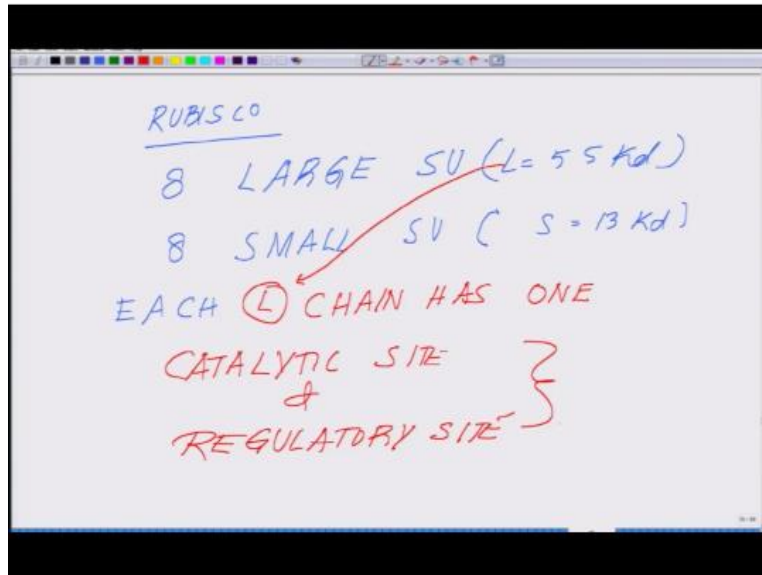 RUBISCO
8 LARGE SU (L = 55 Kd)
8 SMALL SU ( S = 13 Kd)
EACH L CHAIN HAS ONE
CATALYTIC SITE
&
REGULATORY SITE